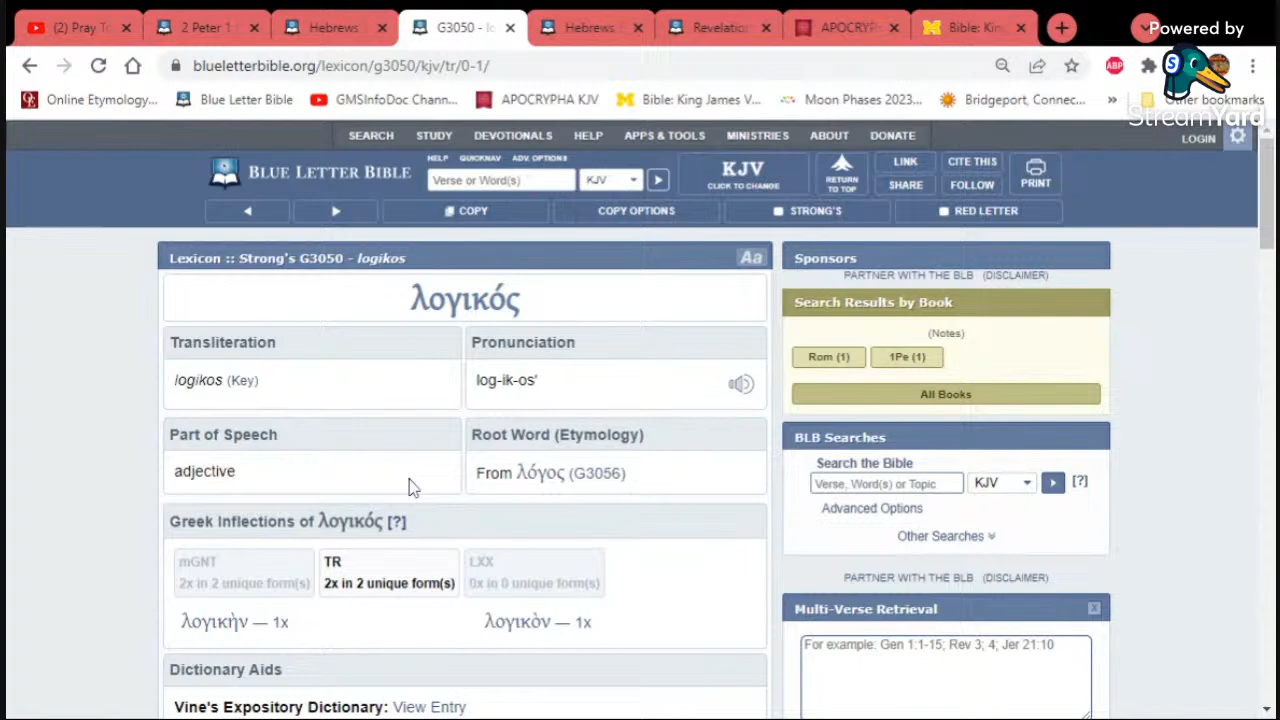 (2) Pray T
2 Peter 1
Hebrews
G3050 - lo
Hebrews
Revelation
APOCRYP
Bible: Kin
Powered by
blueletterbible.org/lexicon/g3050/kjv/tr/0-1/
ABP
S
StreamYard
Online Etymology...
Blue Letter Bible
GMSInfoDoc Chann...
APOCRYPHA KJV
Bible: King James V...
Moon Phases 2023...
Bridgeport, Connec...
»
Other bookmarks
SEARCH STUDY DEVOTIONALS HELP APPS & TOOLS MINISTRIES ABOUT DONATE
LOGIN
BLUE LETTER BIBLE
HELP QUICKNAV ADV. OPTIONS
Verse or Word(s)
KJV
KJV
CLICK TO CHANGE
RETURN
TO TOP
LINK
CITE THIS
SHARE
FOLLOW
PRINT
COPY
COPY OPTIONS
STRONG'S
RED LETTER
Lexicon :: Strong's G3050 - logikos
Aa
λογικός
Transliteration
Pronunciation
logikos (Key)
log-ik-os'
Part of Speech
Root Word (Etymology)
adjective
From λόγος (G3056)
Greek Inflections of λογικός [?]
mGNT
2x in 2 unique form(s)
TR
2x in 2 unique form(s)
LXX
0x in 0 unique form(s)
λογικὴν — 1x
λογικὸν — 1x
Dictionary Aids
Vine's Expository Dictionary: View Entry
Sponsors
PARTNER WITH THE BLB (DISCLAIMER)
Search Results by Book
(Notes)
Rom (1)
1Pe (1)
All Books
BLB Searches
Search the Bible
Verse, Word(s) or Topic
KJV
[?]
Advanced Options
Other Searches
PARTNER WITH THE BLB (DISCLAIMER)
Multi-Verse Retrieval
x
For example: Gen 1:1-15; Rev 3; 4; Jer 21:10